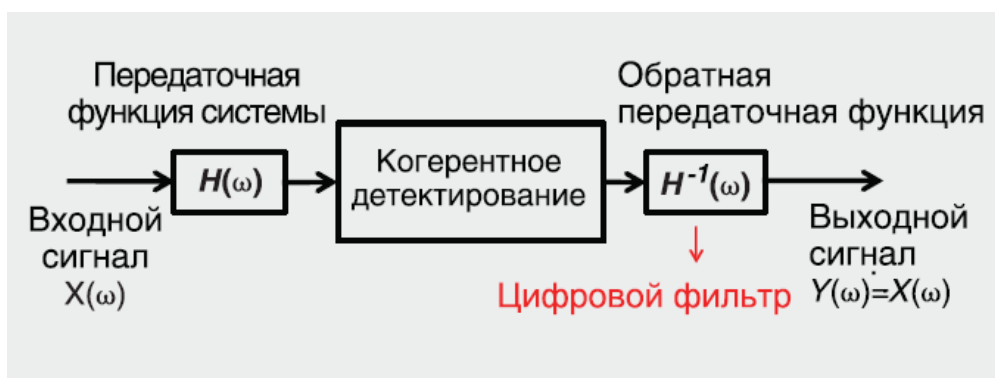 Передаточная
функция системы
Обратная
передаточная функция
H(ω)
Когерентное
детектирование
H⁻¹(ω)
Входной
сигнал
X(ω)
Цифровой фильтр
Выходной
сигнал
Y(ω)=X(ω)